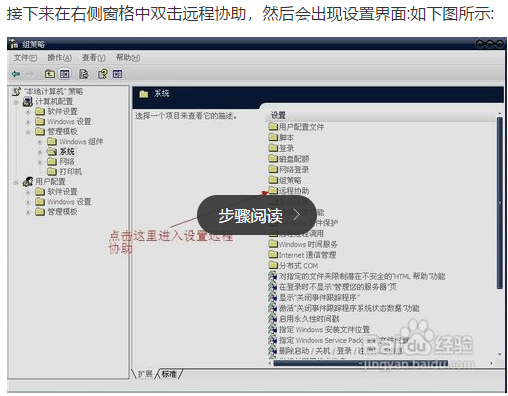 接下来在右侧窗格中双击远程协助，然后会出现设置界面:如下图所示:
组策略
文件(F) 操作(A) 查看(V) 帮助(H)
"本地计算机" 策略
计算机配置
软件设置
Windows 设置
管理模板
Windows 组件
系统
网络
打印机
用户配置
软件设置
Windows 设置
管理模板
系统
选择一个项目来查看它的描述。
设置
用户配置文件
脚本
登录
磁盘配额
网络登录
组策略
远程协助
步骤阅读
点击这里进入设置远程
协助
Windows 时间服务
Internet 通信管理
分布式 COM
对指定的文件夹限制潜在不安全的"HTML 帮助"功能
在登录时不显示"管理您的服务器"页
显示"关闭事件跟踪程序"
激活"关闭事件跟踪程序系统状态数据"功能
启用永久性时间戳
指定 Windows 安装文件位置
指定 Windows Service Pack
删除启动/关机/登录/
扩展 标准
Bai 经验
jingyan.baidu.com